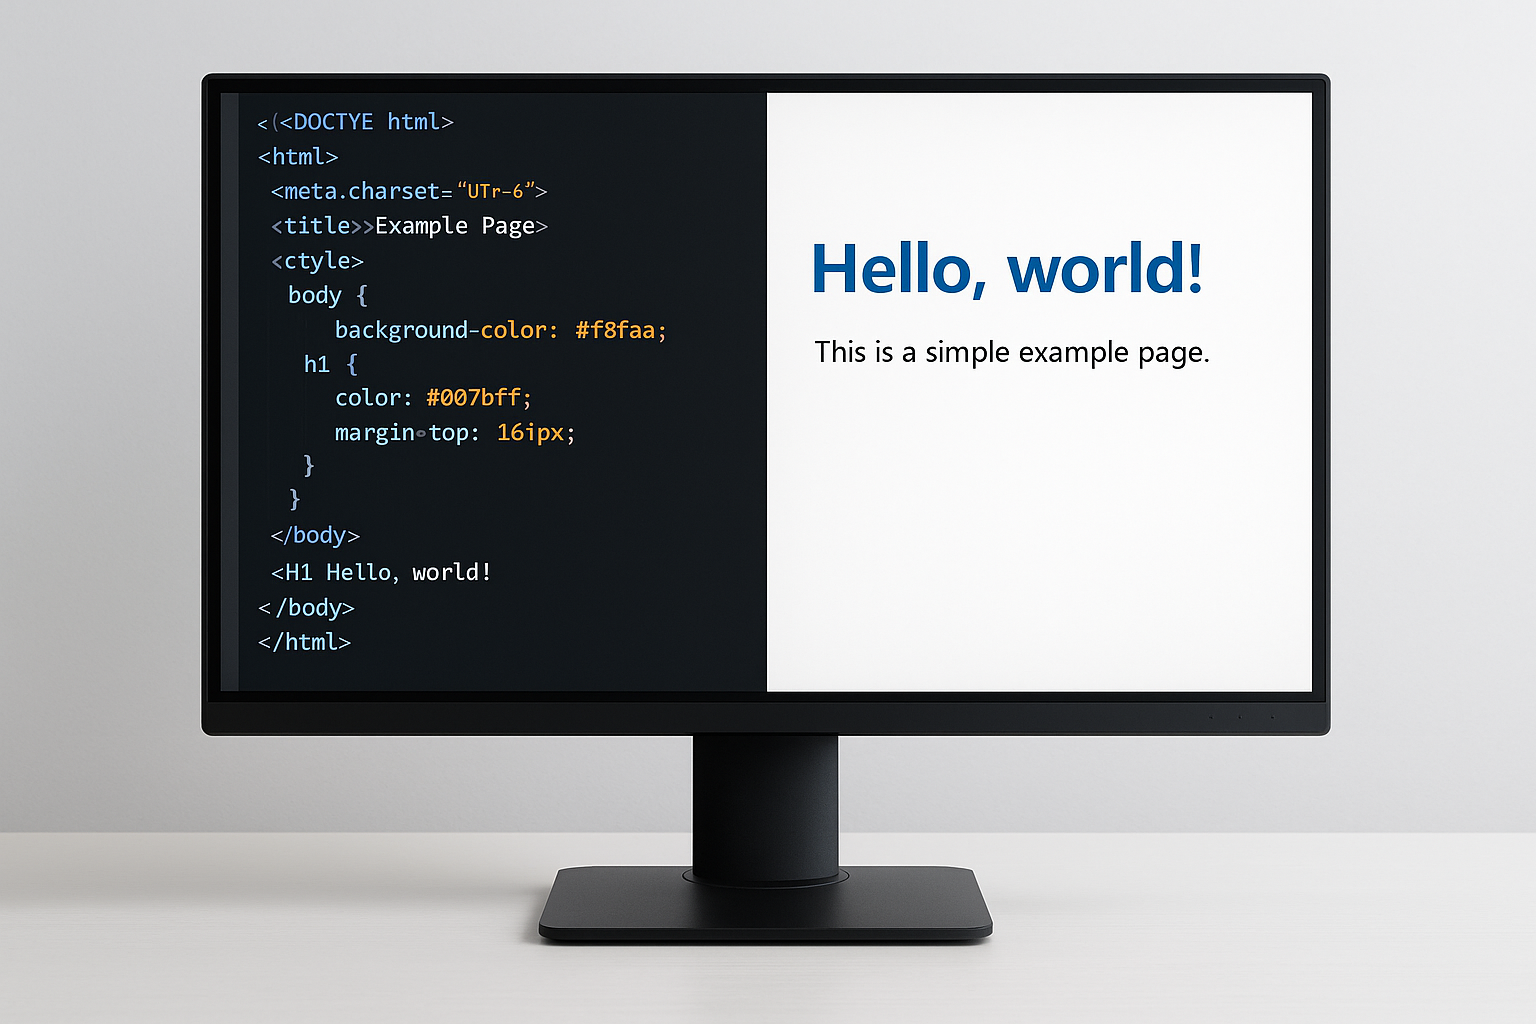 <(<DOCTYE html>
<html>
<meta.charset=“UTr-6”>
<title>>Example Page>
<ctyle>
body {
background-color: #f8faa;
h1 {
color: #007bff;
margin∘top: 16ipx;
}
}
</body>
<H1 Hello, world!
</body>
</html>
Hello, world!
This is a simple example page.